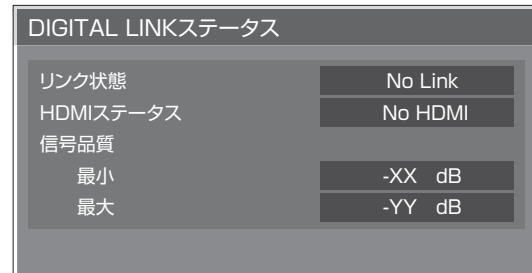 DIGITAL LINKステータス
リンク状態 No Link
HDMIステータス No HDMI
信号品質
最小 -XX dB
最大 -YY dB